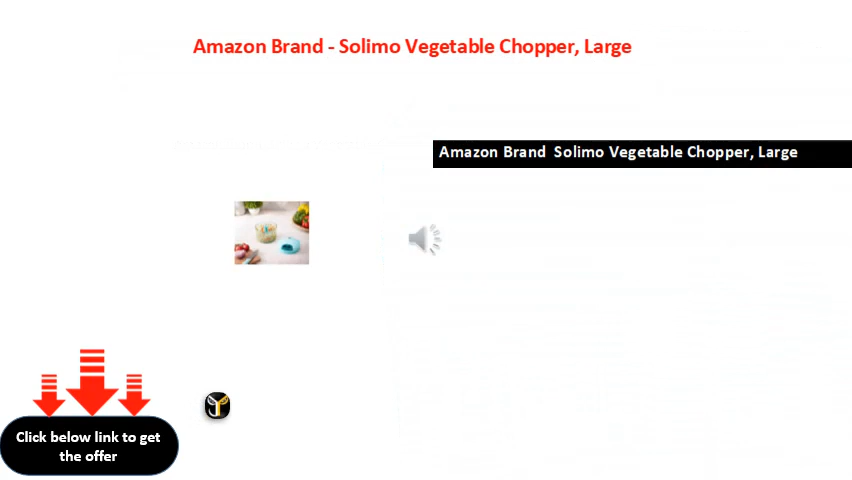 Amazon Brand - Solimo Vegetable Chopper, Large
Amazon Brand  Solimo Vegetable Chopper, Large
Click below link to get
the offer